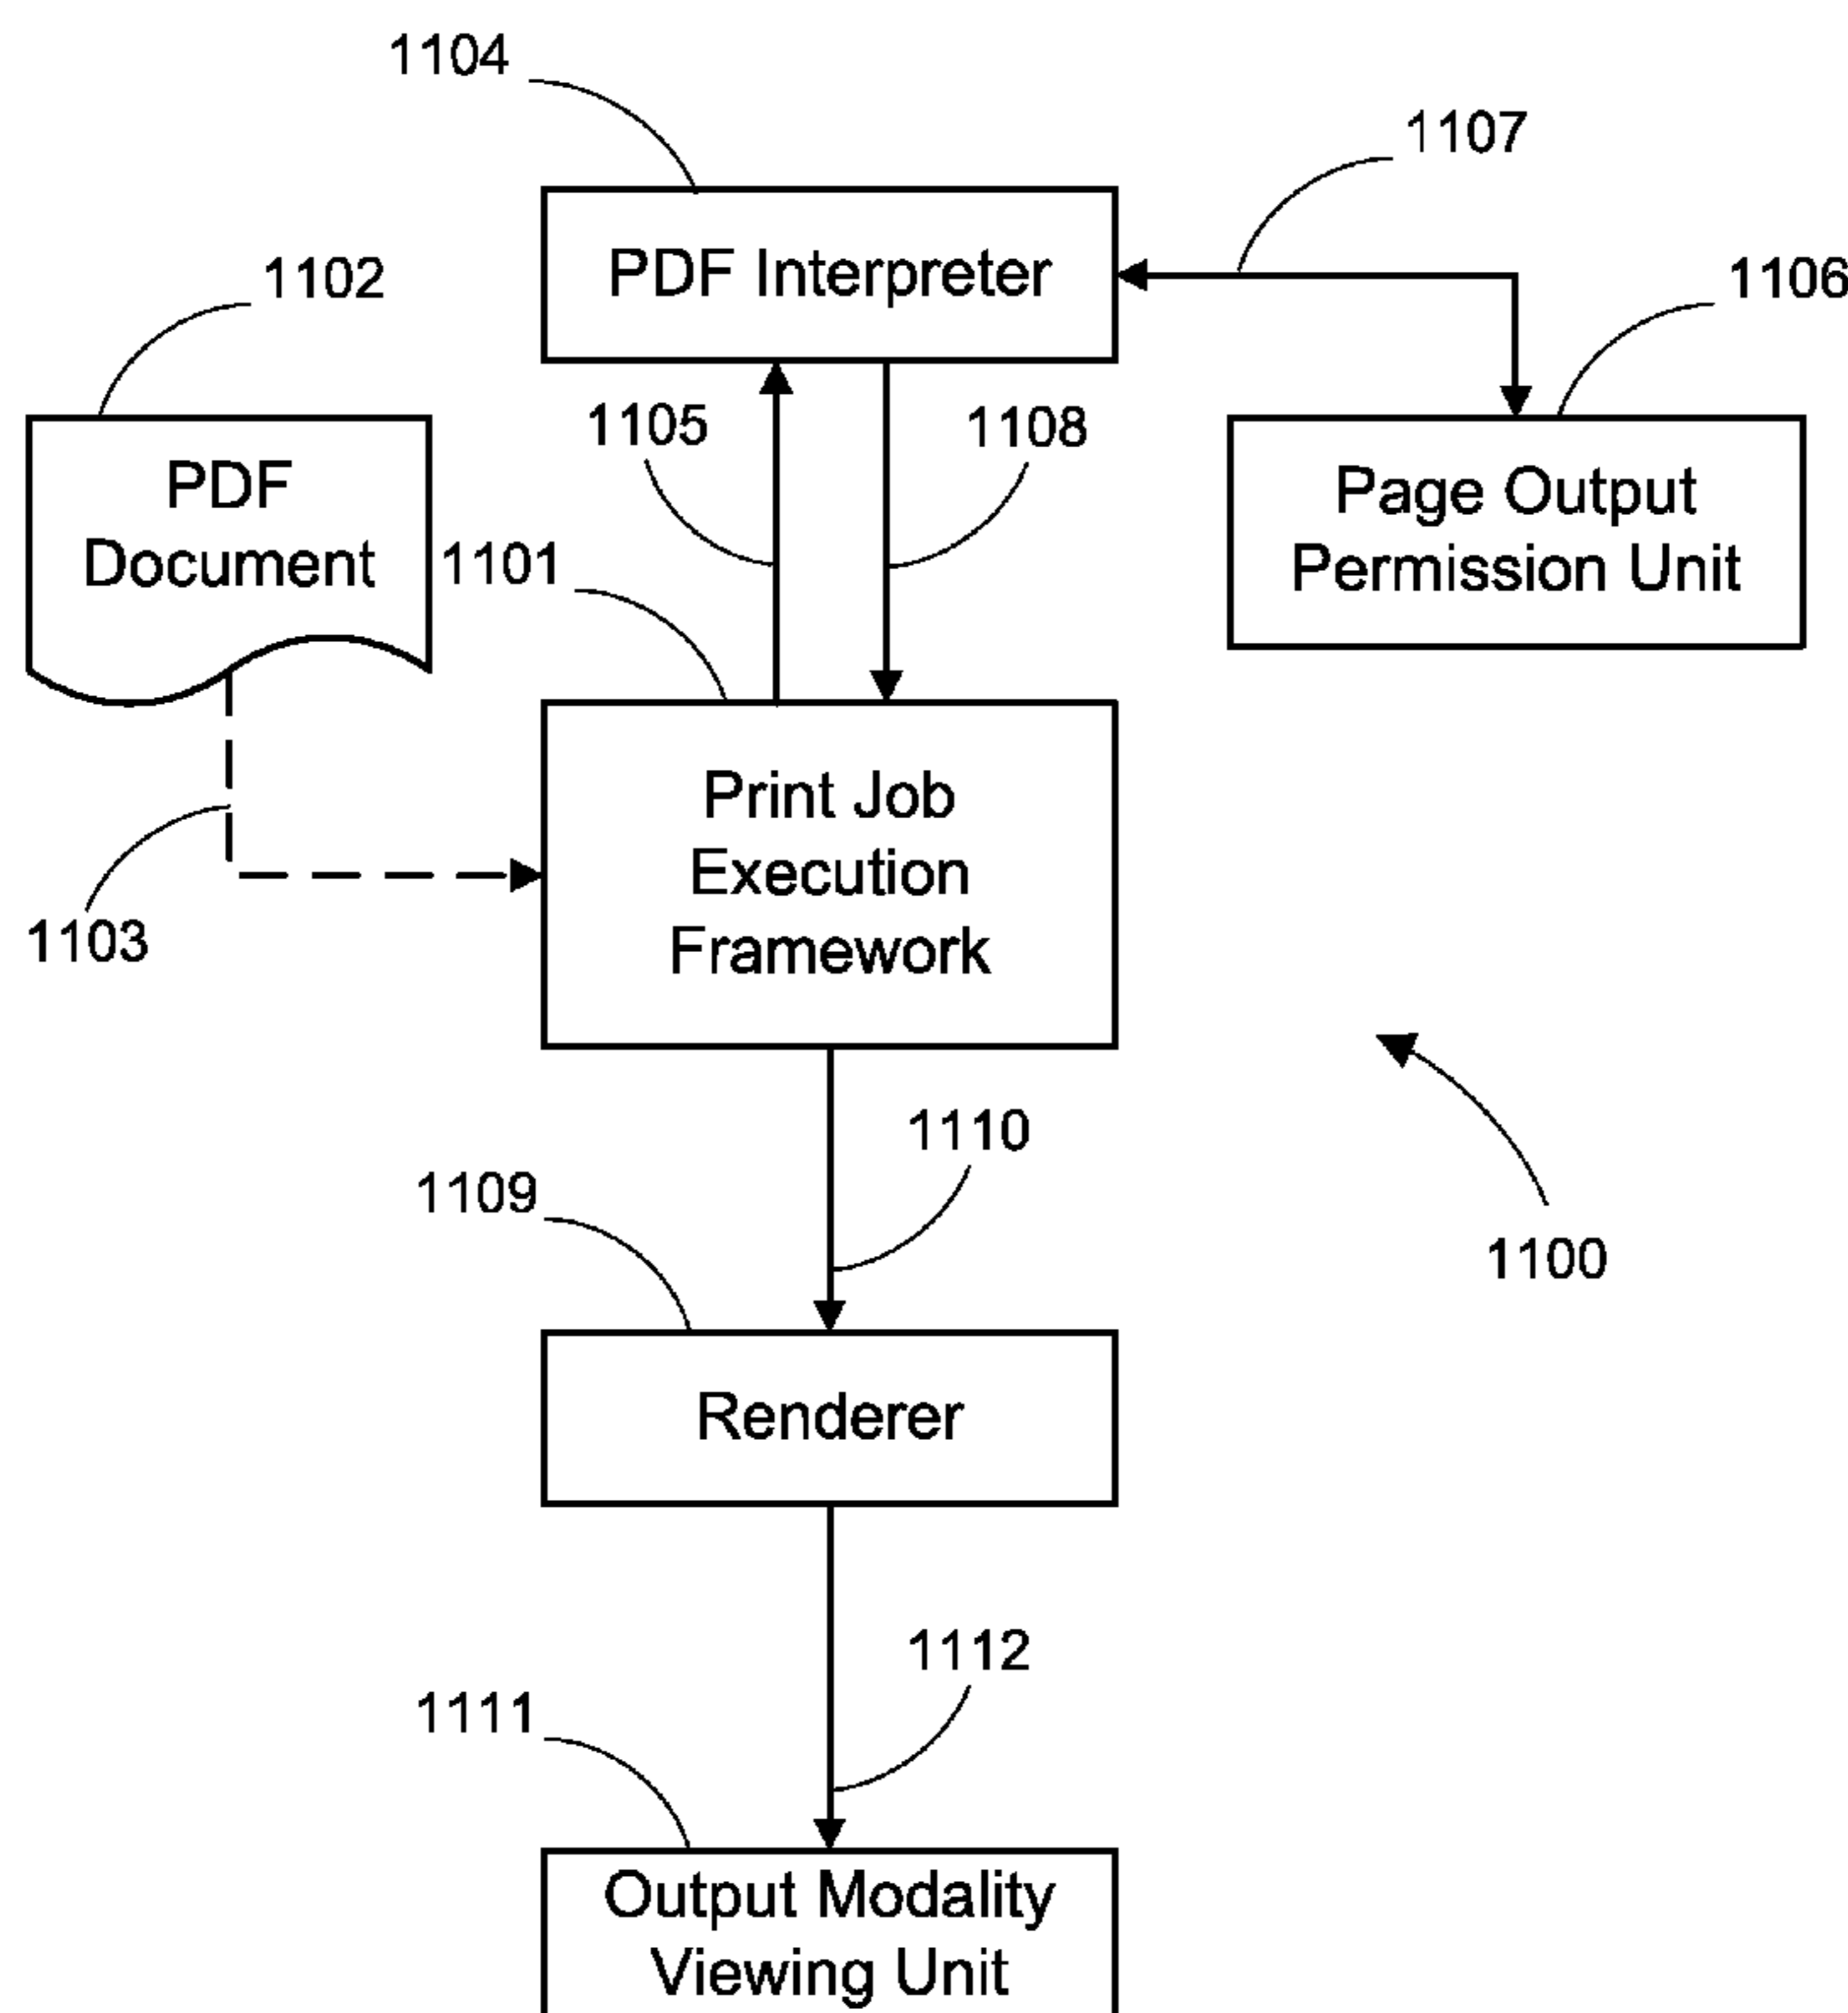 1104
1107
PDF Interpreter
1102
1106
1105
1108
PDF
Document
Page Output
Permission Unit
1101
Print Job
Execution
Framework
1103
1110
1109
1100
Renderer
1112
1111
Output Modality
Viewing Unit